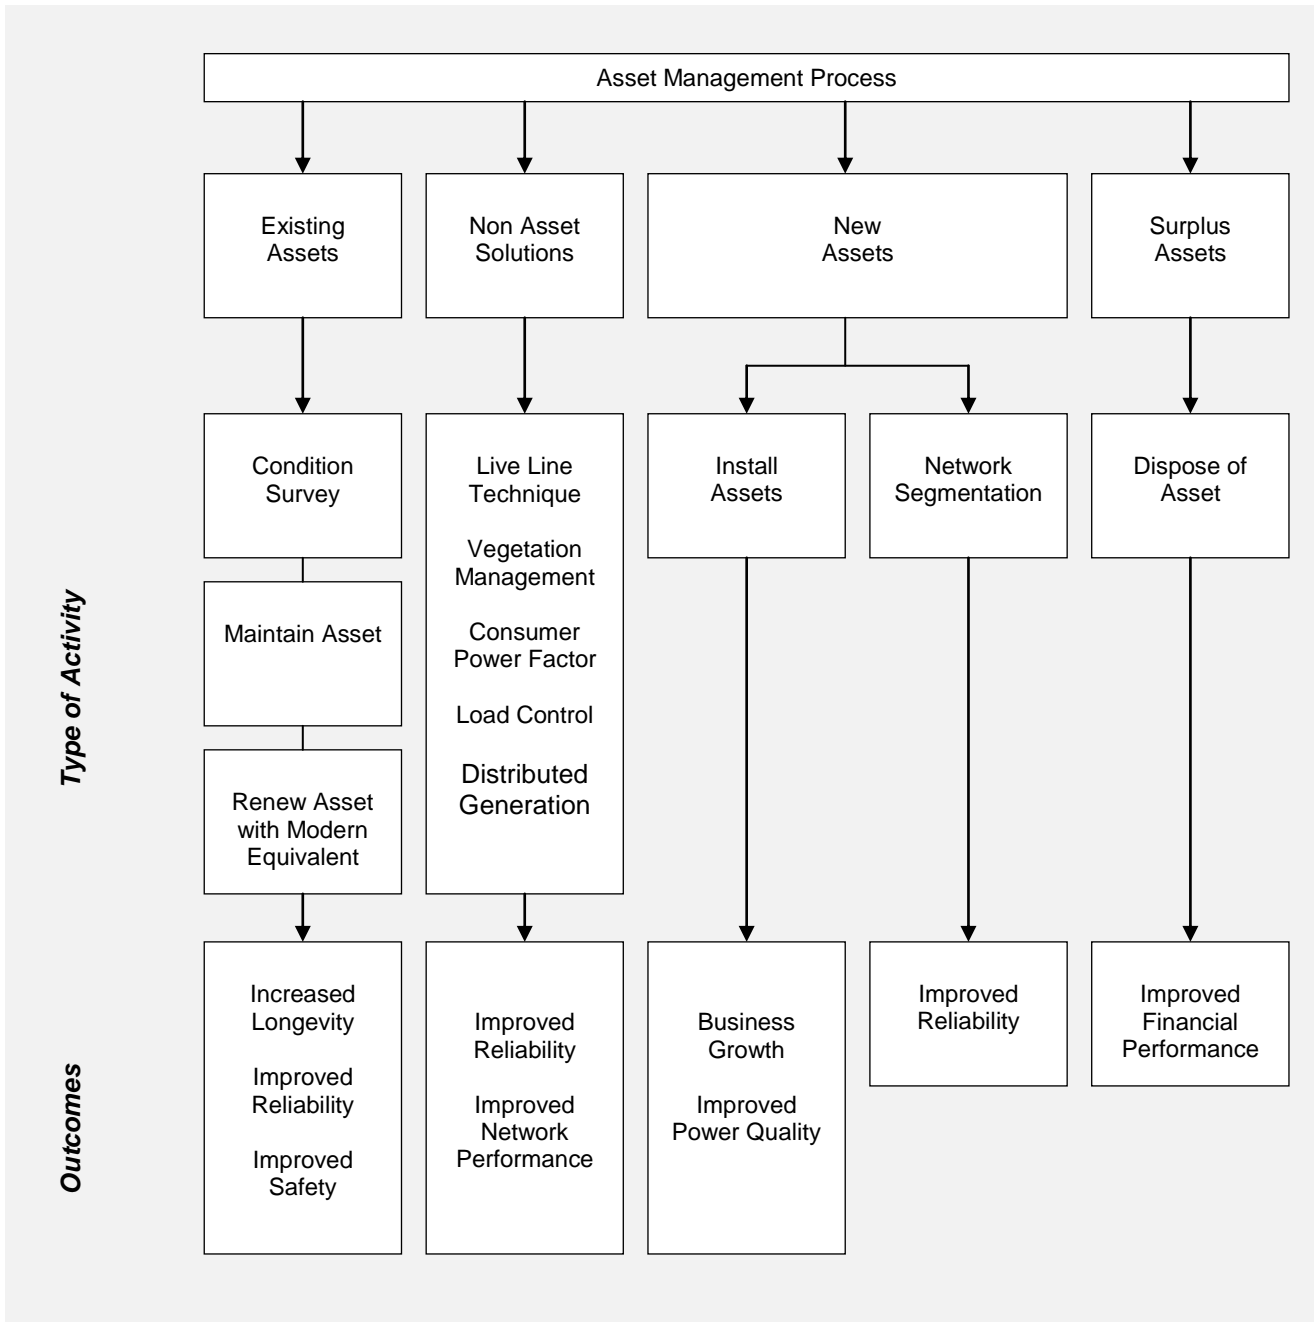 Asset Management Process
Existing
Assets
Non Asset
Solutions
New
Assets
Surplus
Assets
Type of Activity
Condition
Survey
Maintain Asset
Renew Asset
with Modern
Equivalent
Live Line
Technique
Vegetation
Management
Consumer
Power Factor
Load Control
Distributed
Generation
Install
Assets
Network
Segmentation
Dispose of
Asset
Outcomes
Increased
Longevity
Improved
Reliability
Improved
Safety
Improved
Reliability
Improved
Network
Performance
Business
Growth
Improved
Power Quality
Improved
Reliability
Improved
Financial
Performance